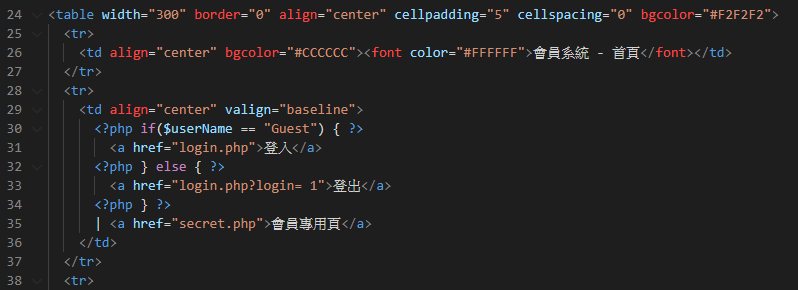 24 <table width="300" border="0" align="center" cellpadding="5" cellspacing="0" bgcolor="#F2F2F2">
25 <tr>
26 <td align="center" bgcolor="#CCCCCC"><font color="#FFFFFF">會員系統 - 首頁</font></td>
27 </tr>
28 <tr>
29 <td align="center" valign="baseline">
30 <?php if($userName == "Guest") { ?>
31 <a href="login.php">登入</a>
32 <?php } else { ?>
33 <a href="login.php?login= 1">登出</a>
34 <?php } ?>
35 | <a href="secret.php">會員專用頁</a>
36 </td>
37 </tr>
38 <tr>